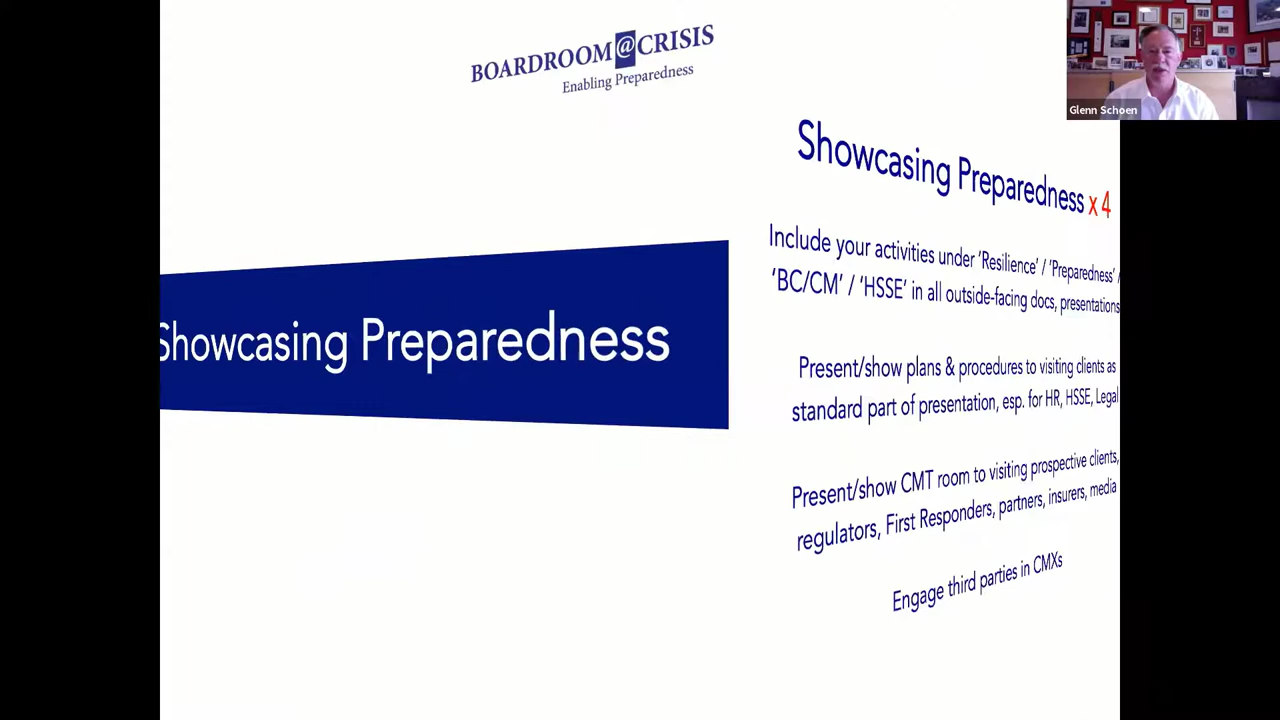 BOARDROOM@CRISIS
Enabling Preparedness
Glenn Schoen
Showcasing Preparedness
Showcasing Preparedness x 4
Include your activities under ‘Resilience’ / ‘Preparedness’ /
‘BC/CM’ / ‘HSSE’ in all outside-facing docs, presentations
Present/show plans & procedures to visiting clients as
standard part of presentation, esp. for HR, HSSE, Legal
Present/show CMT room to visiting prospective clients,
regulators, First Responders, partners, insurers, media
Engage third parties in CMXs